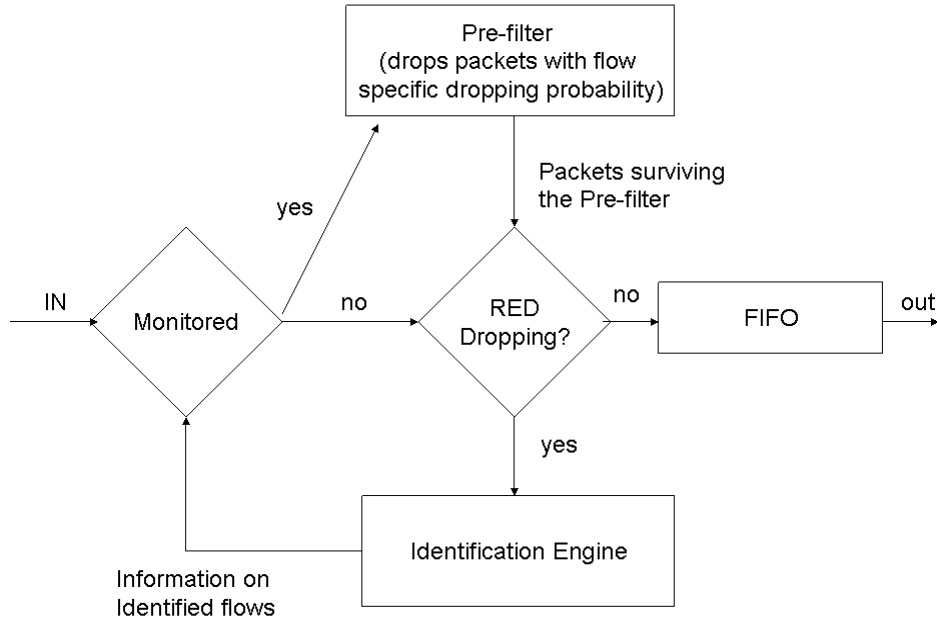 Pre-filter
(drops packets with flow
specific dropping probability)
Packets surviving
the Pre-filter
yes
IN
Monitored
no
RED
Dropping?
no
FIFO
out
yes
Identification Engine
Information on
Identified flows